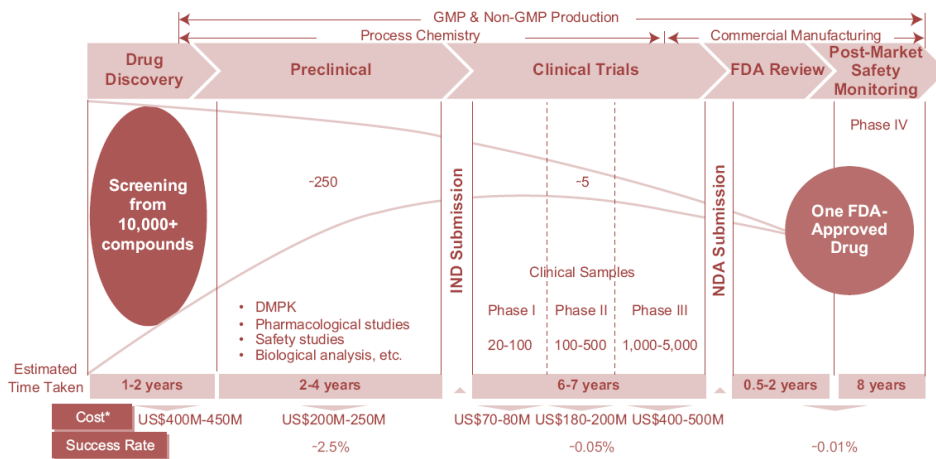 GMP & Non-GMP Production
Process Chemistry
Commercial Manufacturing
Drug
Discovery
Preclinical
Clinical Trials
FDA Review
Post-Market
Safety
Monitoring
Phase IV
Screening
from
10,000+
compounds
~250
~5
IND Submission
NDA Submission
One FDA-
Approved
Drug
Clinical Samples
• DMPK
• Pharmacological studies
• Safety studies
• Biological analysis, etc.
Phase I
Phase II
Phase III
20-100
100-500
1,000-5,000
Estimated
Time Taken
1-2 years
2-4 years
6-7 years
0.5-2 years
8 years
Cost*
US$400M-450M
US$200M-250M
US$70-80M
US$180-200M
US$400-500M
Success Rate
~2.5%
~0.05%
~0.01%